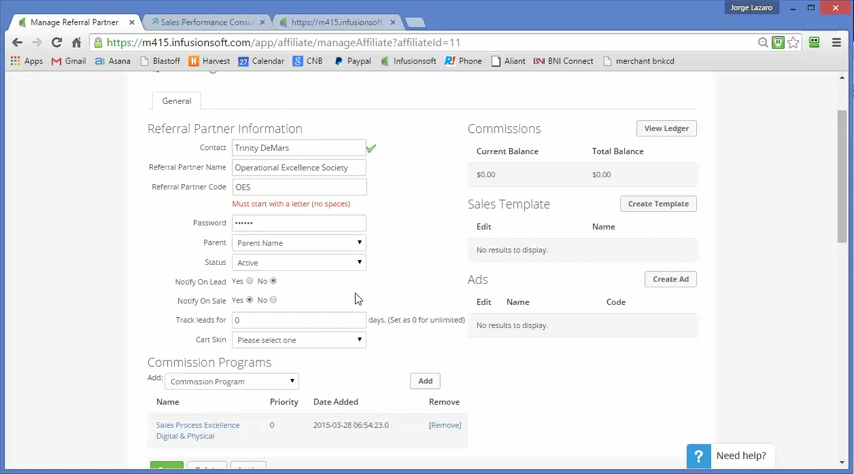 Jorge Lazaro
Manage Referral Partner
Sales Performance Consul
https://m415.infusionsoft
https://m415.infusionsoft.com/app/affiliate/manageAffiliate?affiliateId=11
Apps Gmail Asana Blastoff Harvest Calendar CNB Paypal Infusionsoft Phone Aliant BNI Connect merchant bnkcd
General
Referral Partner Information
Contact Trinity DeMars
Referral Partner Name Operational Excellence Society
Referral Partner Code OES
Must start with a letter (no spaces)
Password ••••••
Parent Parent Name
Status Active
Notify On Lead Yes No
Notify On Sale Yes No
Track leads for 0 days. (Set as 0 for unlimited)
Cart Skin Please select one
Commission Programs
Add: Commission Program Add
Name Priority Date Added Remove
Sales Process Excellence Digital & Physical 0 2015-03-28 06:54:23.0 [Remove]
Commissions View Ledger
Current Balance Total Balance
$0.00 $0.00
Sales Template Create Template
Edit Name
No results to display.
Ads Create Ad
Edit Name Code
No results to display.
? Need help?